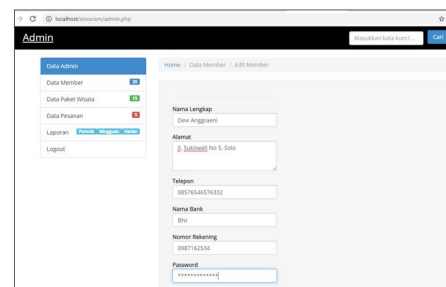 localhost/etourism/admin.php
Admin
Masukkan kata kunci ...
Cari
Data Admin
Home / Data Member / Edit Member
Data Member 20
Data Paket Wisata 15
Data Pesanan 5
Laporan Periode Mingguan Harian
Logout
Nama Lengkap
Devi Anggraeni
Alamat
Jl. Sukowati No 5. Solo
Telepon
08576546576332
Nama Bank
BNI
Nomor Rekening
0987162534
Password
*************